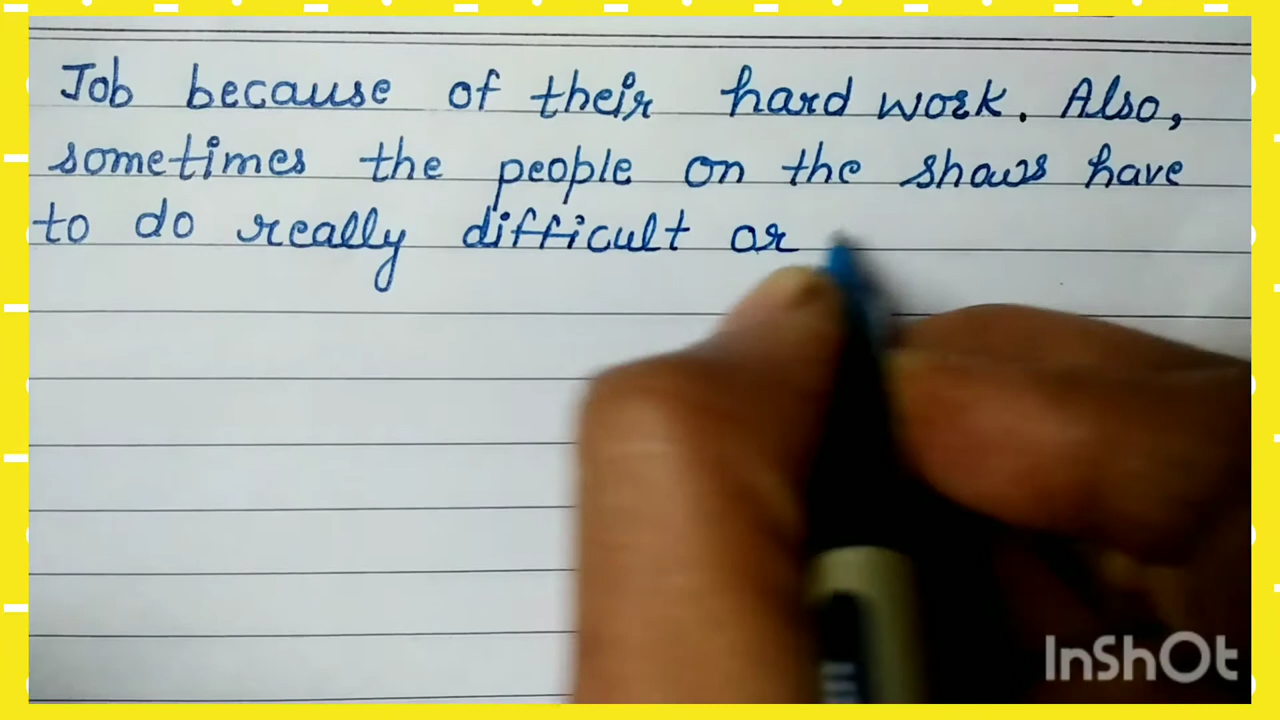 Job because of their hard work. Also,
sometimes the people on the shows have
to do really difficult or
InShOt